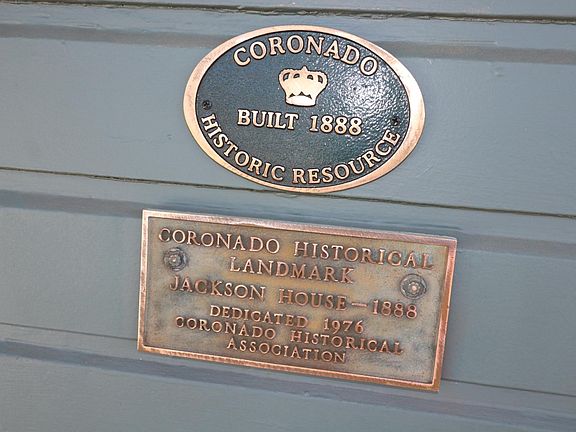 CORONADO
BUILT 1888
HISTORIC RESOURCE
CORONADO HISTORICAL
LANDMARK
JACKSON HOUSE—1888
DEDICATED 1976
CORONADO HISTORICAL
ASSOCIATION